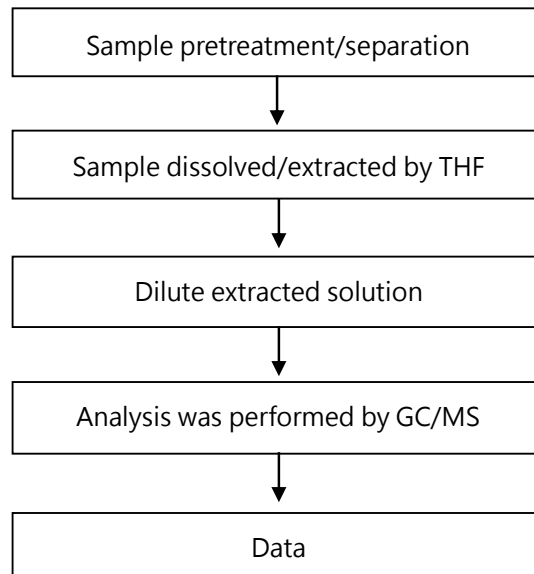 Sample pretreatment/separation
Sample dissolved/extracted by THF
Dilute extracted solution
Analysis was performed by GC/MS
Data